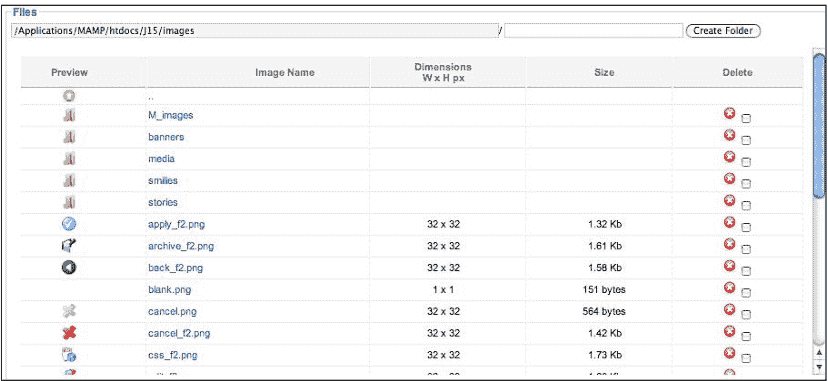 Files
/Applications/MAMP/htdocs/J15/images / Create Folder
Preview Image Name Dimensions W x H px Size Delete
..
M_images
banners
media
smilies
stories
apply_f2.png 32 x 32 1.32 Kb
archive_f2.png 32 x 32 1.61 Kb
back_f2.png 32 x 32 1.58 Kb
blank.png 1 x 1 151 bytes
cancel.png 32 x 32 564 bytes
cancel_f2.png 32 x 32 1.42 Kb
css_f2.png 32 x 32 1.73 Kb